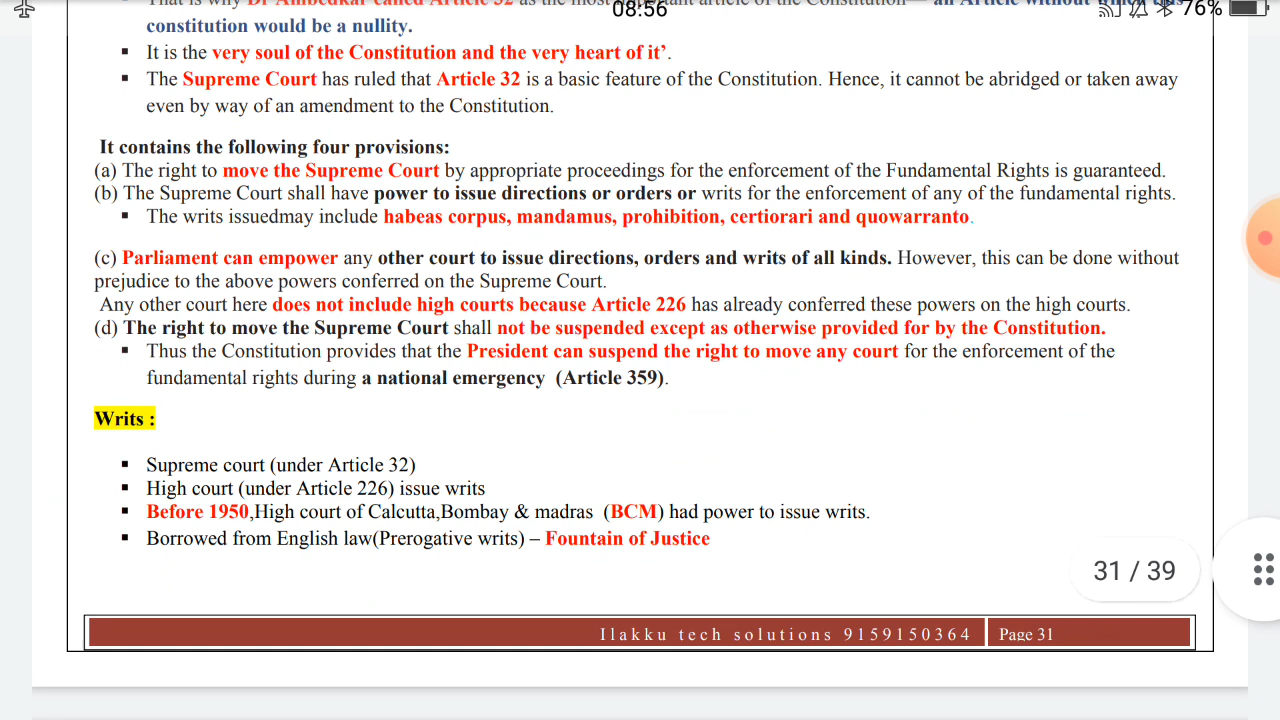 08:56
76%
constitution would be a nullity.
▪ It is the very soul of the Constitution and the very heart of it’.
▪ The Supreme Court has ruled that Article 32 is a basic feature of the Constitution. Hence, it cannot be abridged or taken away
even by way of an amendment to the Constitution.
It contains the following four provisions:
(a) The right to move the Supreme Court by appropriate proceedings for the enforcement of the Fundamental Rights is guaranteed.
(b) The Supreme Court shall have power to issue directions or orders or writs for the enforcement of any of the fundamental rights.
▪ The writs issuedmay include habeas corpus, mandamus, prohibition, certiorari and quowarranto.
(c) Parliament can empower any other court to issue directions, orders and writs of all kinds. However, this can be done without
prejudice to the above powers conferred on the Supreme Court.
Any other court here does not include high courts because Article 226 has already conferred these powers on the high courts.
(d) The right to move the Supreme Court shall not be suspended except as otherwise provided for by the Constitution.
▪ Thus the Constitution provides that the President can suspend the right to move any court for the enforcement of the
fundamental rights during a national emergency (Article 359).
Writs :
▪ Supreme court (under Article 32)
▪ High court (under Article 226) issue writs
▪ Before 1950,High court of Calcutta,Bombay & madras (BCM) had power to issue writs.
▪ Borrowed from English law(Prerogative writs) – Fountain of Justice
31 / 39
Ilakku tech solutions 9159150364 Page 31